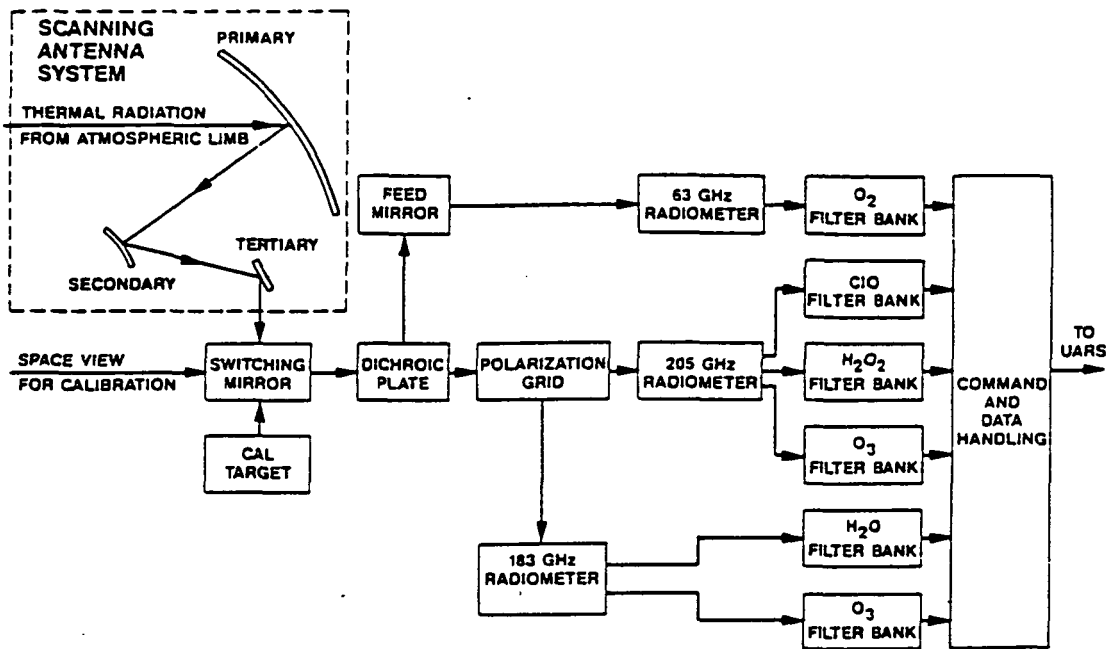 SCANNING
ANTENNA
SYSTEM
PRIMARY
THERMAL RADIATION
FROM ATMOSPHERIC LIMB
SECONDARY
TERTIARY
FEED
MIRROR
63 GHz
RADIOMETER
O2
FILTER BANK
ClO
FILTER BANK
SPACE VIEW
FOR CALIBRATION
SWITCHING
MIRROR
DICHROIC
PLATE
POLARIZATION
GRID
205 GHz
RADIOMETER
H2O2
FILTER BANK
COMMAND
AND
DATA
HANDLING
TO
UARS
CAL
TARGET
O3
FILTER BANK
183 GHz
RADIOMETER
H2O
FILTER BANK
O3
FILTER BANK